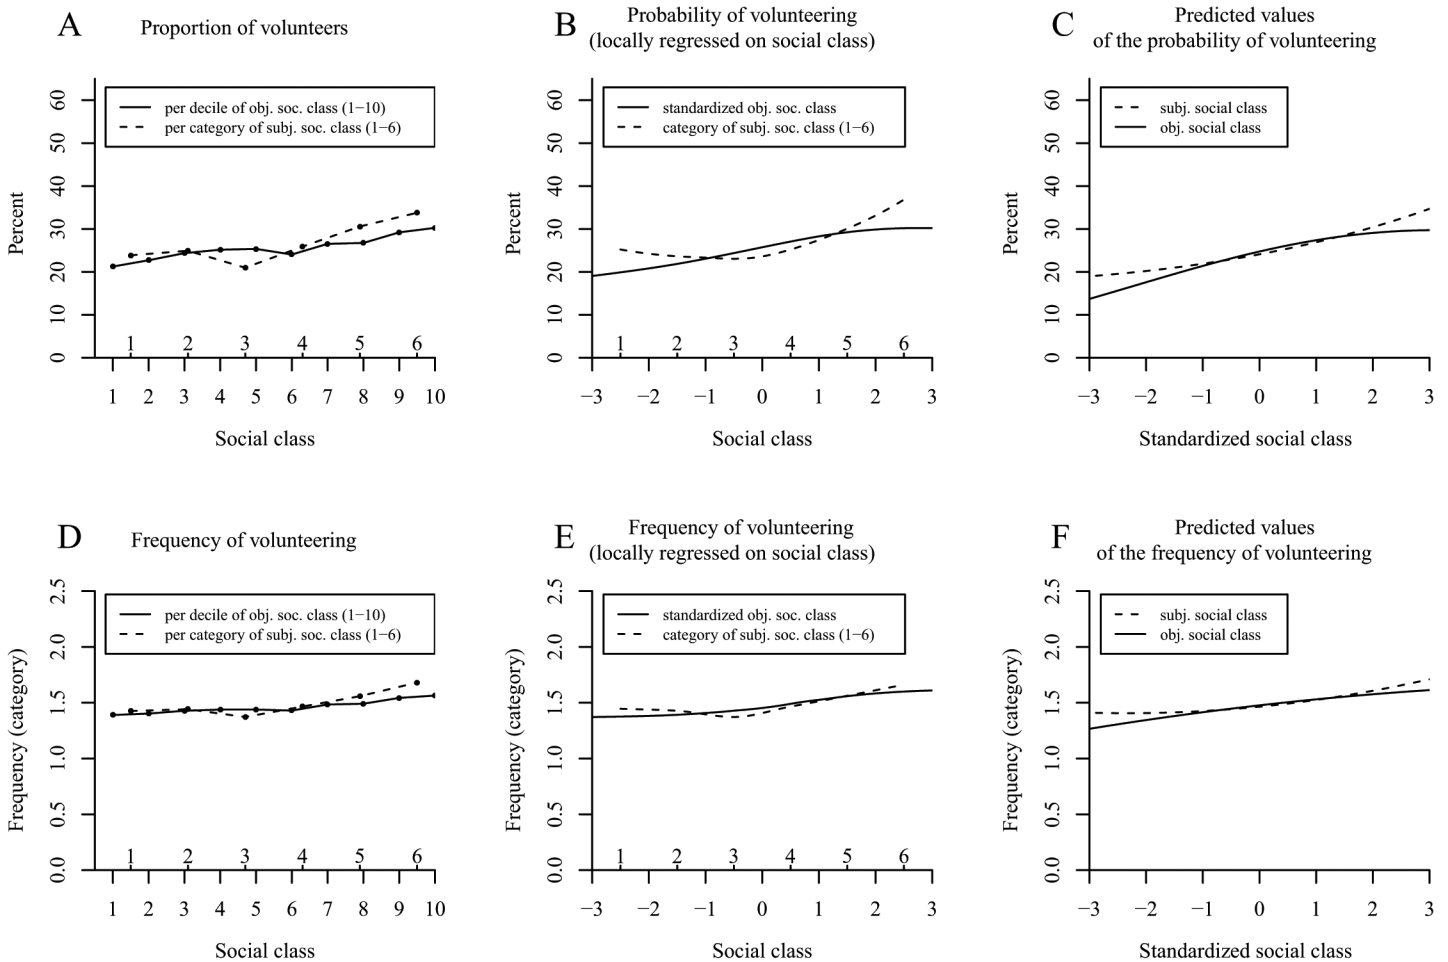 A
Proportion of volunteers
per decile of obj. soc. class (1−10)
per category of subj. soc. class (1−6)
Percent
60
50
40
30
20
10
0
1 2 3 4 5 6
1 2 3 4 5 6 7 8 9 10
Social class
B
Probability of volunteering
(locally regressed on social class)
standardized obj. soc. class
category of subj. soc. class (1−6)
Percent
60
50
40
30
20
10
0
1 2 3 4 5 6
−3 −2 −1 0 1 2 3
Social class
C
Predicted values
of the probability of volunteering
subj. social class
obj. social class
Percent
60
50
40
30
20
10
0
−3 −2 −1 0 1 2 3
Standardized social class
D
Frequency of volunteering
per decile of obj. soc. class (1−10)
per category of subj. soc. class (1−6)
Frequency (category)
2.5
2.0
1.5
1.0
0.5
0.0
1 2 3 4 5 6
1 2 3 4 5 6 7 8 9 10
Social class
E
Frequency of volunteering
(locally regressed on social class)
standardized obj. soc. class
category of subj. soc. class (1−6)
Frequency (category)
2.5
2.0
1.5
1.0
0.5
0.0
1 2 3 4 5 6
−3 −2 −1 0 1 2 3
Social class
F
Predicted values
of the frequency of volunteering
subj. social class
obj. social class
Frequency (category)
2.5
2.0
1.5
1.0
0.5
0.0
−3 −2 −1 0 1 2 3
Standardized social class